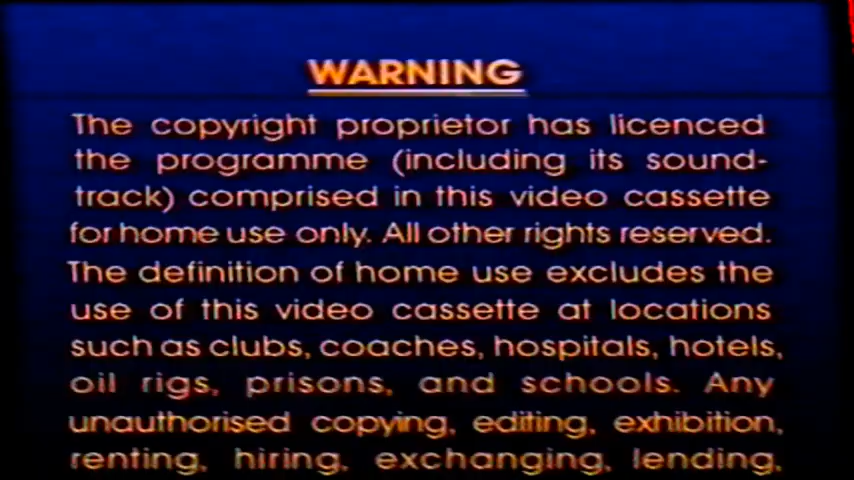 WARNING
The copyright proprietor has licenced
the programme (including its sound-
track) comprised in this video cassette
for home use only. All other rights reserved.
The definition of home use excludes the
use of this video cassette at locations
such as clubs, coaches, hospitals, hotels,
oil rigs, prisons, and schools. Any
unauthorised copying, editing, exhibition,
renting, hiring, exchanging, lending,